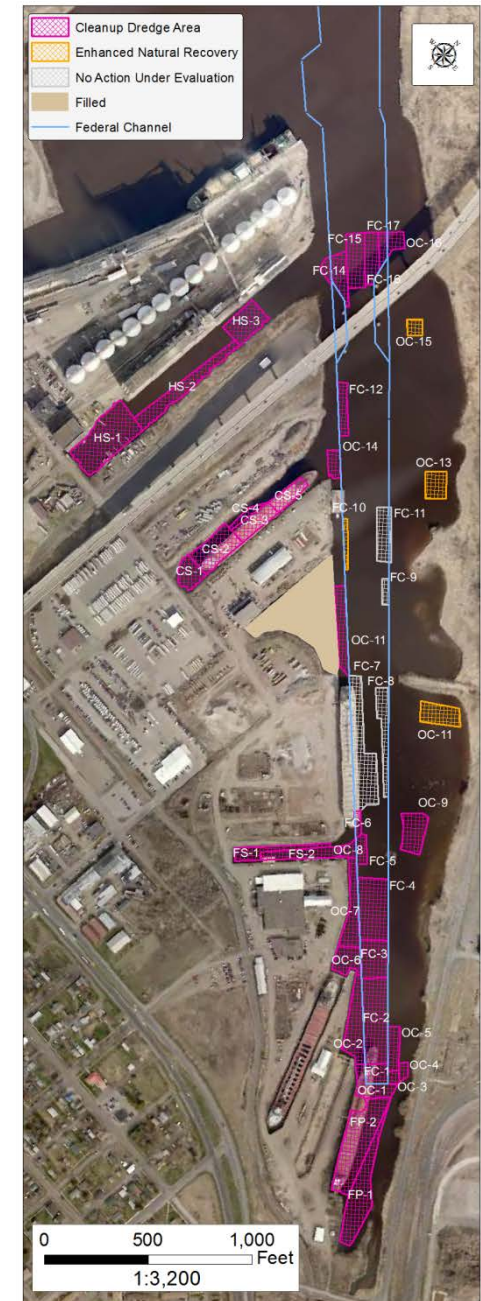 Cleanup Dredge Area
Enhanced Natural Recovery
No Action Under Evaluation
Filled
Federal Channel
N
W
E
S
FC-17
FC-15
OC-16
FC-14
FC-16
HS-3
OC-15
HS-2
FC-12
HS-1
OC-14
OC-13
CS-5
CS-4
FC-10
FC-11
CS-3
CS-2
CS-1
FC-9
OC-11
FC-7
FC-8
OC-11
OC-9
FC-6
FS-1
FS-2
OC-8
FC-5
FC-4
OC-7
FC-3
OC-6
FC-2
OC-5
OC-2
FC-1
OC-4
OC-1
OC-3
FP-2
FP-1
0 500 1,000
Feet
1:3,200